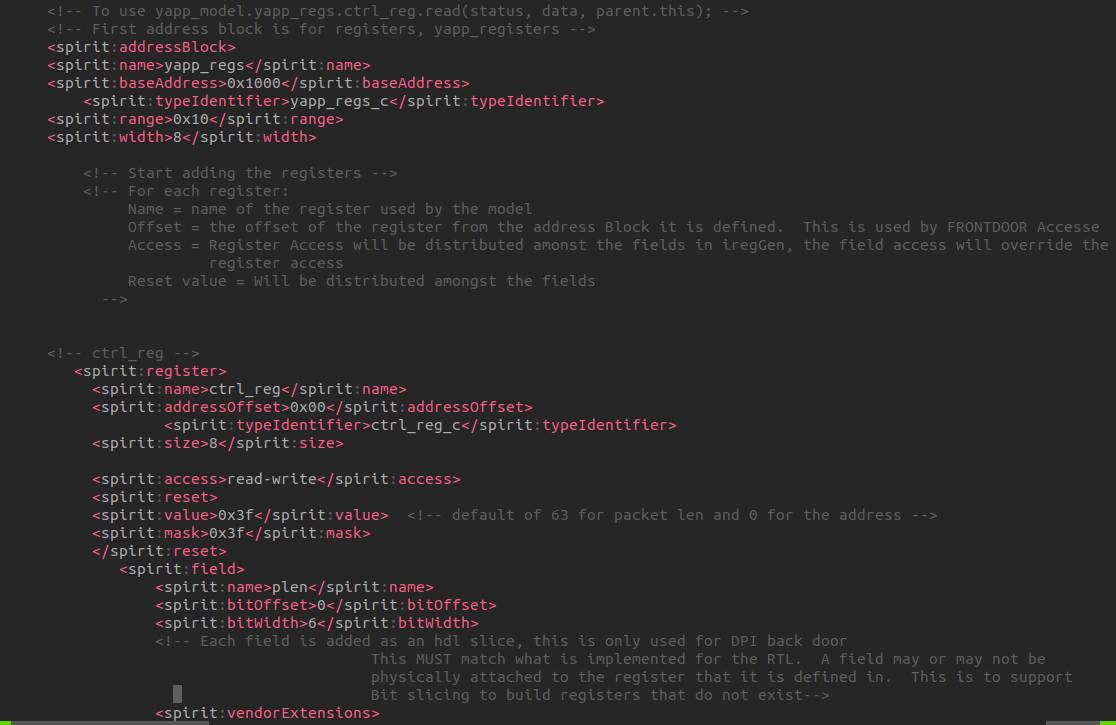 <!-- To use yapp_model.yapp_regs.ctrl_reg.read(status, data, parent.this); -->
<!-- First address block is for registers, yapp_registers -->
<spirit:addressBlock>
<spirit:name>yapp_regs</spirit:name>
<spirit:baseAddress>0x1000</spirit:baseAddress>
<spirit:typeIdentifier>yapp_regs_c</spirit:typeIdentifier>
<spirit:range>0x10</spirit:range>
<spirit:width>8</spirit:width>
<!-- Start adding the registers -->
<!-- For each register:
Name = name of the register used by the model
Offset = the offset of the register from the address Block it is defined.  This is used by FRONTDOOR Accesse
Access = Register Access will be distributed amonst the fields in iregGen, the field access will override the
register access
Reset value = Will be distributed amongst the fields
-->
<!-- ctrl_reg -->
<spirit:register>
<spirit:name>ctrl_reg</spirit:name>
<spirit:addressOffset>0x00</spirit:addressOffset>
<spirit:typeIdentifier>ctrl_reg_c</spirit:typeIdentifier>
<spirit:size>8</spirit:size>
<spirit:access>read-write</spirit:access>
<spirit:reset>
<spirit:value>0x3f</spirit:value>  <!-- default of 63 for packet len and 0 for the address -->
<spirit:mask>0x3f</spirit:mask>
</spirit:reset>
<spirit:field>
<spirit:name>plen</spirit:name>
<spirit:bitOffset>0</spirit:bitOffset>
<spirit:bitWidth>6</spirit:bitWidth>
<!-- Each field is added as an hdl slice, this is only used for DPI back door
This MUST match what is implemented for the RTL.  A field may or may not be
physically attached to the register that it is defined in.  This is to support
Bit slicing to build registers that do not exist-->
<spirit:vendorExtensions>